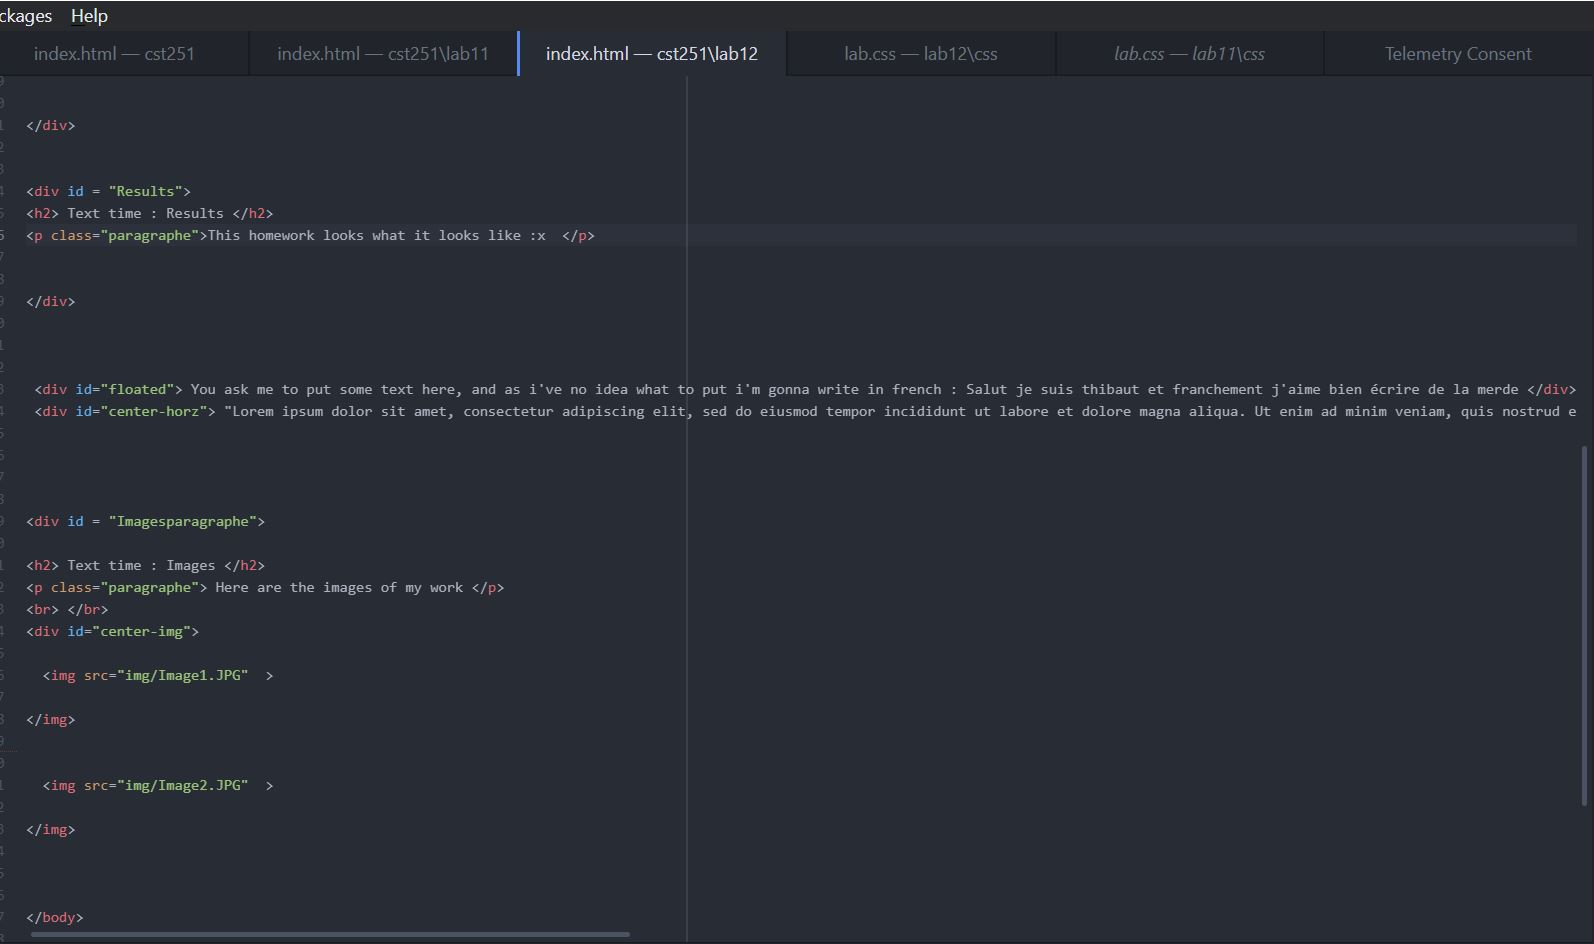 ckages Help
index.html — cst251 index.html — cst251\lab11 index.html — cst251\lab12 lab.css — lab12\css lab.css — lab11\css Telemetry Consent
</div>
<div id = "Results">
<h2> Text time : Results </h2>
<p class="paragraphe">This homework looks what it looks like :x  </p>
</div>
<div id="floated"> You ask me to put some text here, and as i've no idea what to put i'm gonna write in french : Salut je suis thibaut et franchement j'aime bien écrire de la merde </div>
<div id="center-horz"> "Lorem ipsum dolor sit amet, consectetur adipiscing elit, sed do eiusmod tempor incididunt ut labore et dolore magna aliqua. Ut enim ad minim veniam, quis nostrud e
<div id = "Imagesparagraphe">
<h2> Text time : Images </h2>
<p class="paragraphe"> Here are the images of my work </p>
<br> </br>
<div id="center-img">
<img src="img/Image1.JPG"  >
</img>
<img src="img/Image2.JPG"  >
</img>
</body>